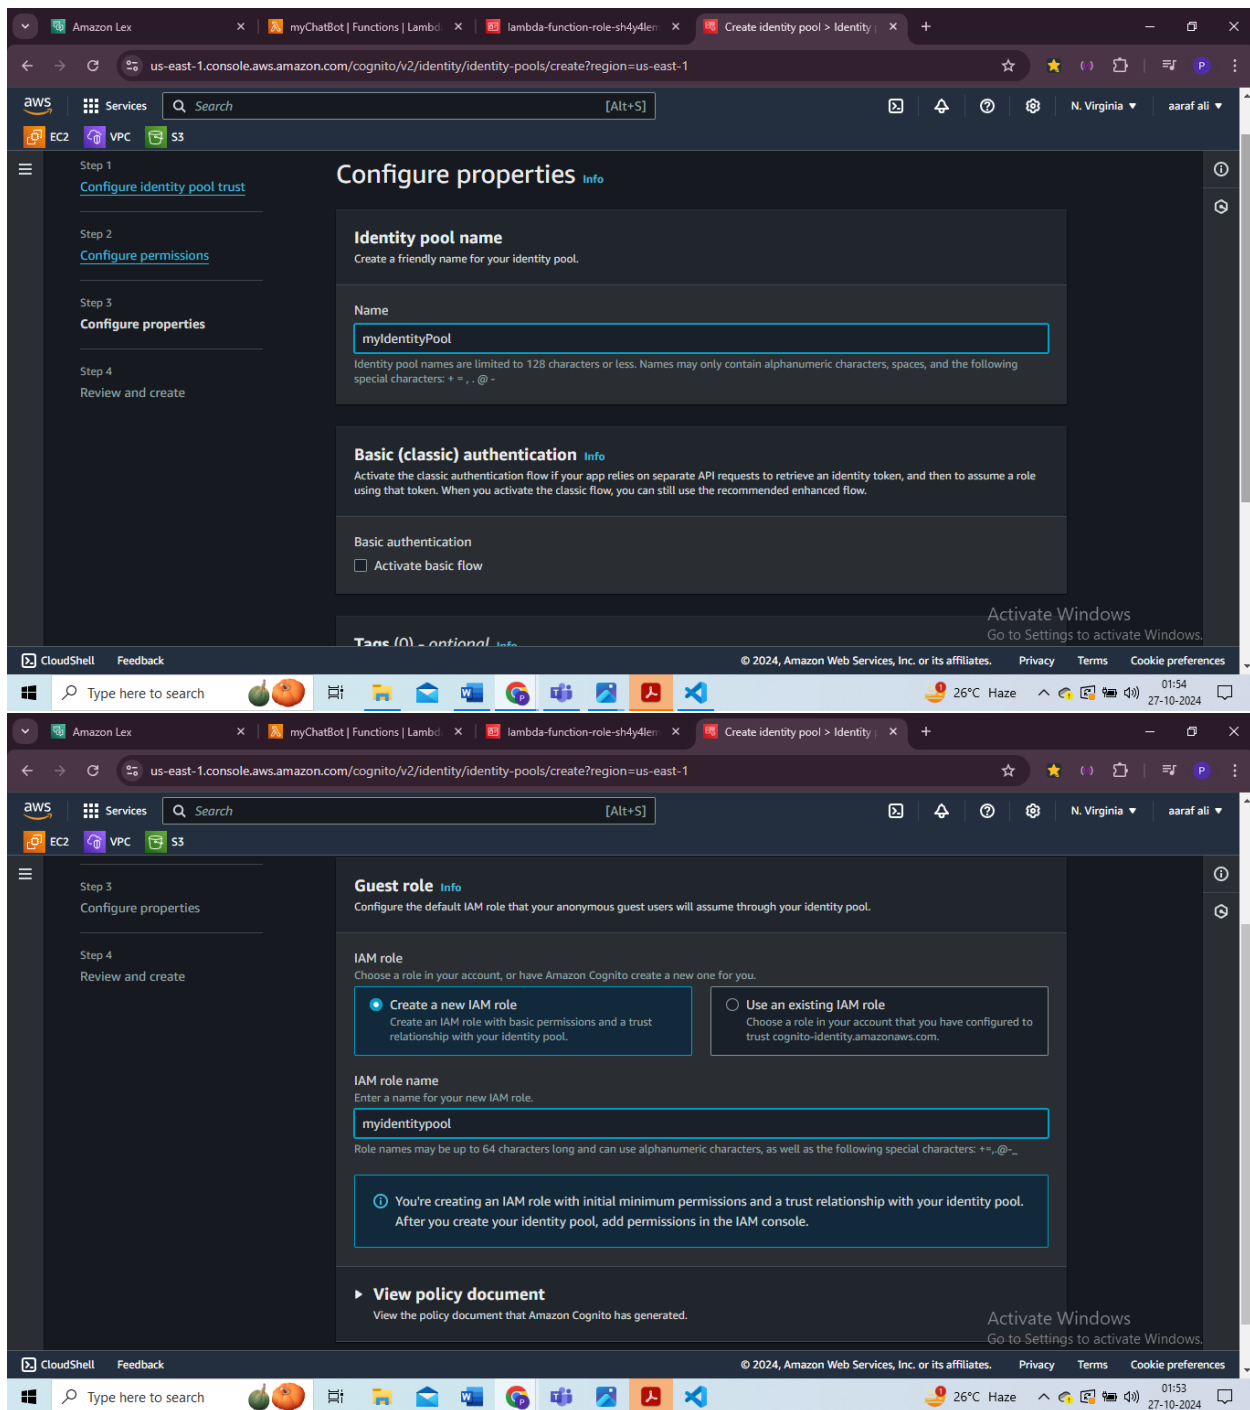 Amazon Lex
myChatBot | Functions | Lambd
lambda-function-role-sh4y4lem
Create identity pool > Identity p
us-east-1.console.aws.amazon.com/cognito/v2/identity/identity-pools/create?region=us-east-1
P
aws
Services
Search
[Alt+S]
N. Virginia
aaraf ali
EC2
VPC
S3
Step 1
Configure identity pool trust
Step 2
Configure permissions
Step 3
Configure properties
Step 4
Review and create
Configure properties Info
Identity pool name
Create a friendly name for your identity pool.
Name
myIdentityPool
Identity pool names are limited to 128 characters or less. Names may only contain alphanumeric characters, spaces, and the following
special characters: + = , . @ -
Basic (classic) authentication Info
Activate the classic authentication flow if your app relies on separate API requests to retrieve an identity token, and then to assume a role
using that token. When you activate the classic flow, you can still use the recommended enhanced flow.
Basic authentication
Activate basic flow
Tags (0) - optional Info
Activate Windows
Go to Settings to activate Windows.
CloudShell
Feedback
© 2024, Amazon Web Services, Inc. or its affiliates.
Privacy
Terms
Cookie preferences
Type here to search
26°C Haze
01:54
27-10-2024
Amazon Lex
myChatBot | Functions | Lambd
lambda-function-role-sh4y4lem
Create identity pool > Identity p
us-east-1.console.aws.amazon.com/cognito/v2/identity/identity-pools/create?region=us-east-1
P
aws
Services
Search
[Alt+S]
N. Virginia
aaraf ali
EC2
VPC
S3
Step 3
Configure properties
Step 4
Review and create
Guest role Info
Configure the default IAM role that your anonymous guest users will assume through your identity pool.
IAM role
Choose a role in your account, or have Amazon Cognito create a new one for you.
Create a new IAM role
Create an IAM role with basic permissions and a trust
relationship with your identity pool.
Use an existing IAM role
Choose a role in your account that you have configured to
trust cognito-identity.amazonaws.com.
IAM role name
Enter a name for your new IAM role.
myidentitypool
Role names may be up to 64 characters long and can use alphanumeric characters, as well as the following special characters: +=,.@-_
You're creating an IAM role with initial minimum permissions and a trust relationship with your identity pool.
After you create your identity pool, add permissions in the IAM console.
View policy document
View the policy document that Amazon Cognito has generated.
Activate Windows
Go to Settings to activate Windows.
CloudShell
Feedback
© 2024, Amazon Web Services, Inc. or its affiliates.
Privacy
Terms
Cookie preferences
Type here to search
26°C Haze
01:53
27-10-2024